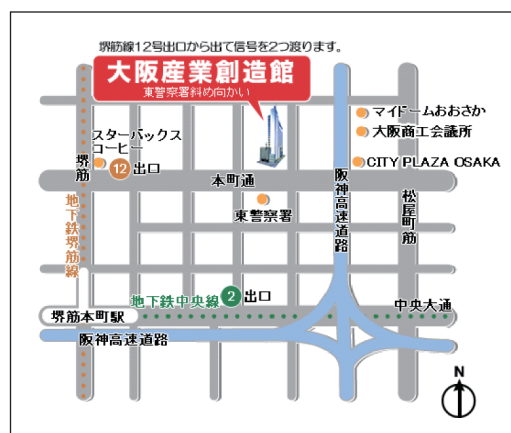 堺筋線12号出口から出て信号を2つ渡ります。
大阪産業創造館
東警察署斜め向かい
マイドームおおさか
大阪商工会議所
CITY PLAZA OSAKA
スターバックス
コーヒー
12 出口
堺筋
本町通
阪神高速道路
松屋町筋
東警察署
地下鉄堺筋線
地下鉄中央線
2 出口
中央大通
堺筋本町駅
阪神高速道路
N